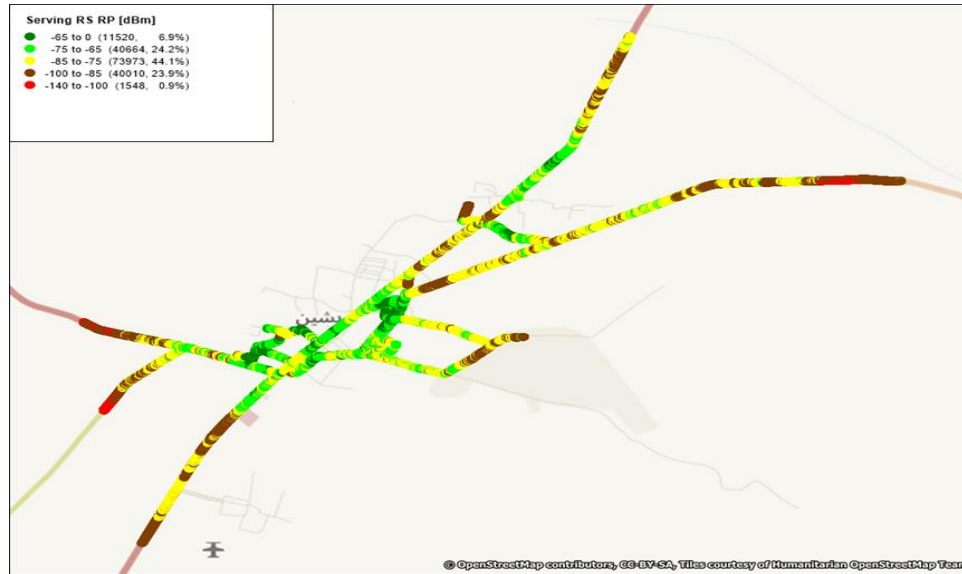 Serving RS RP [dBm]
-65 to 0 (11520, 6.9%)
-75 to -65 (40664, 24.2%)
-85 to -75 (73973, 44.1%)
-100 to -85 (40010, 23.9%)
-140 to -100 (1548, 0.9%)
© OpenStreetMap contributors, CC-BY-SA, Tiles courtesy of Humanitarian OpenStreetMap Team